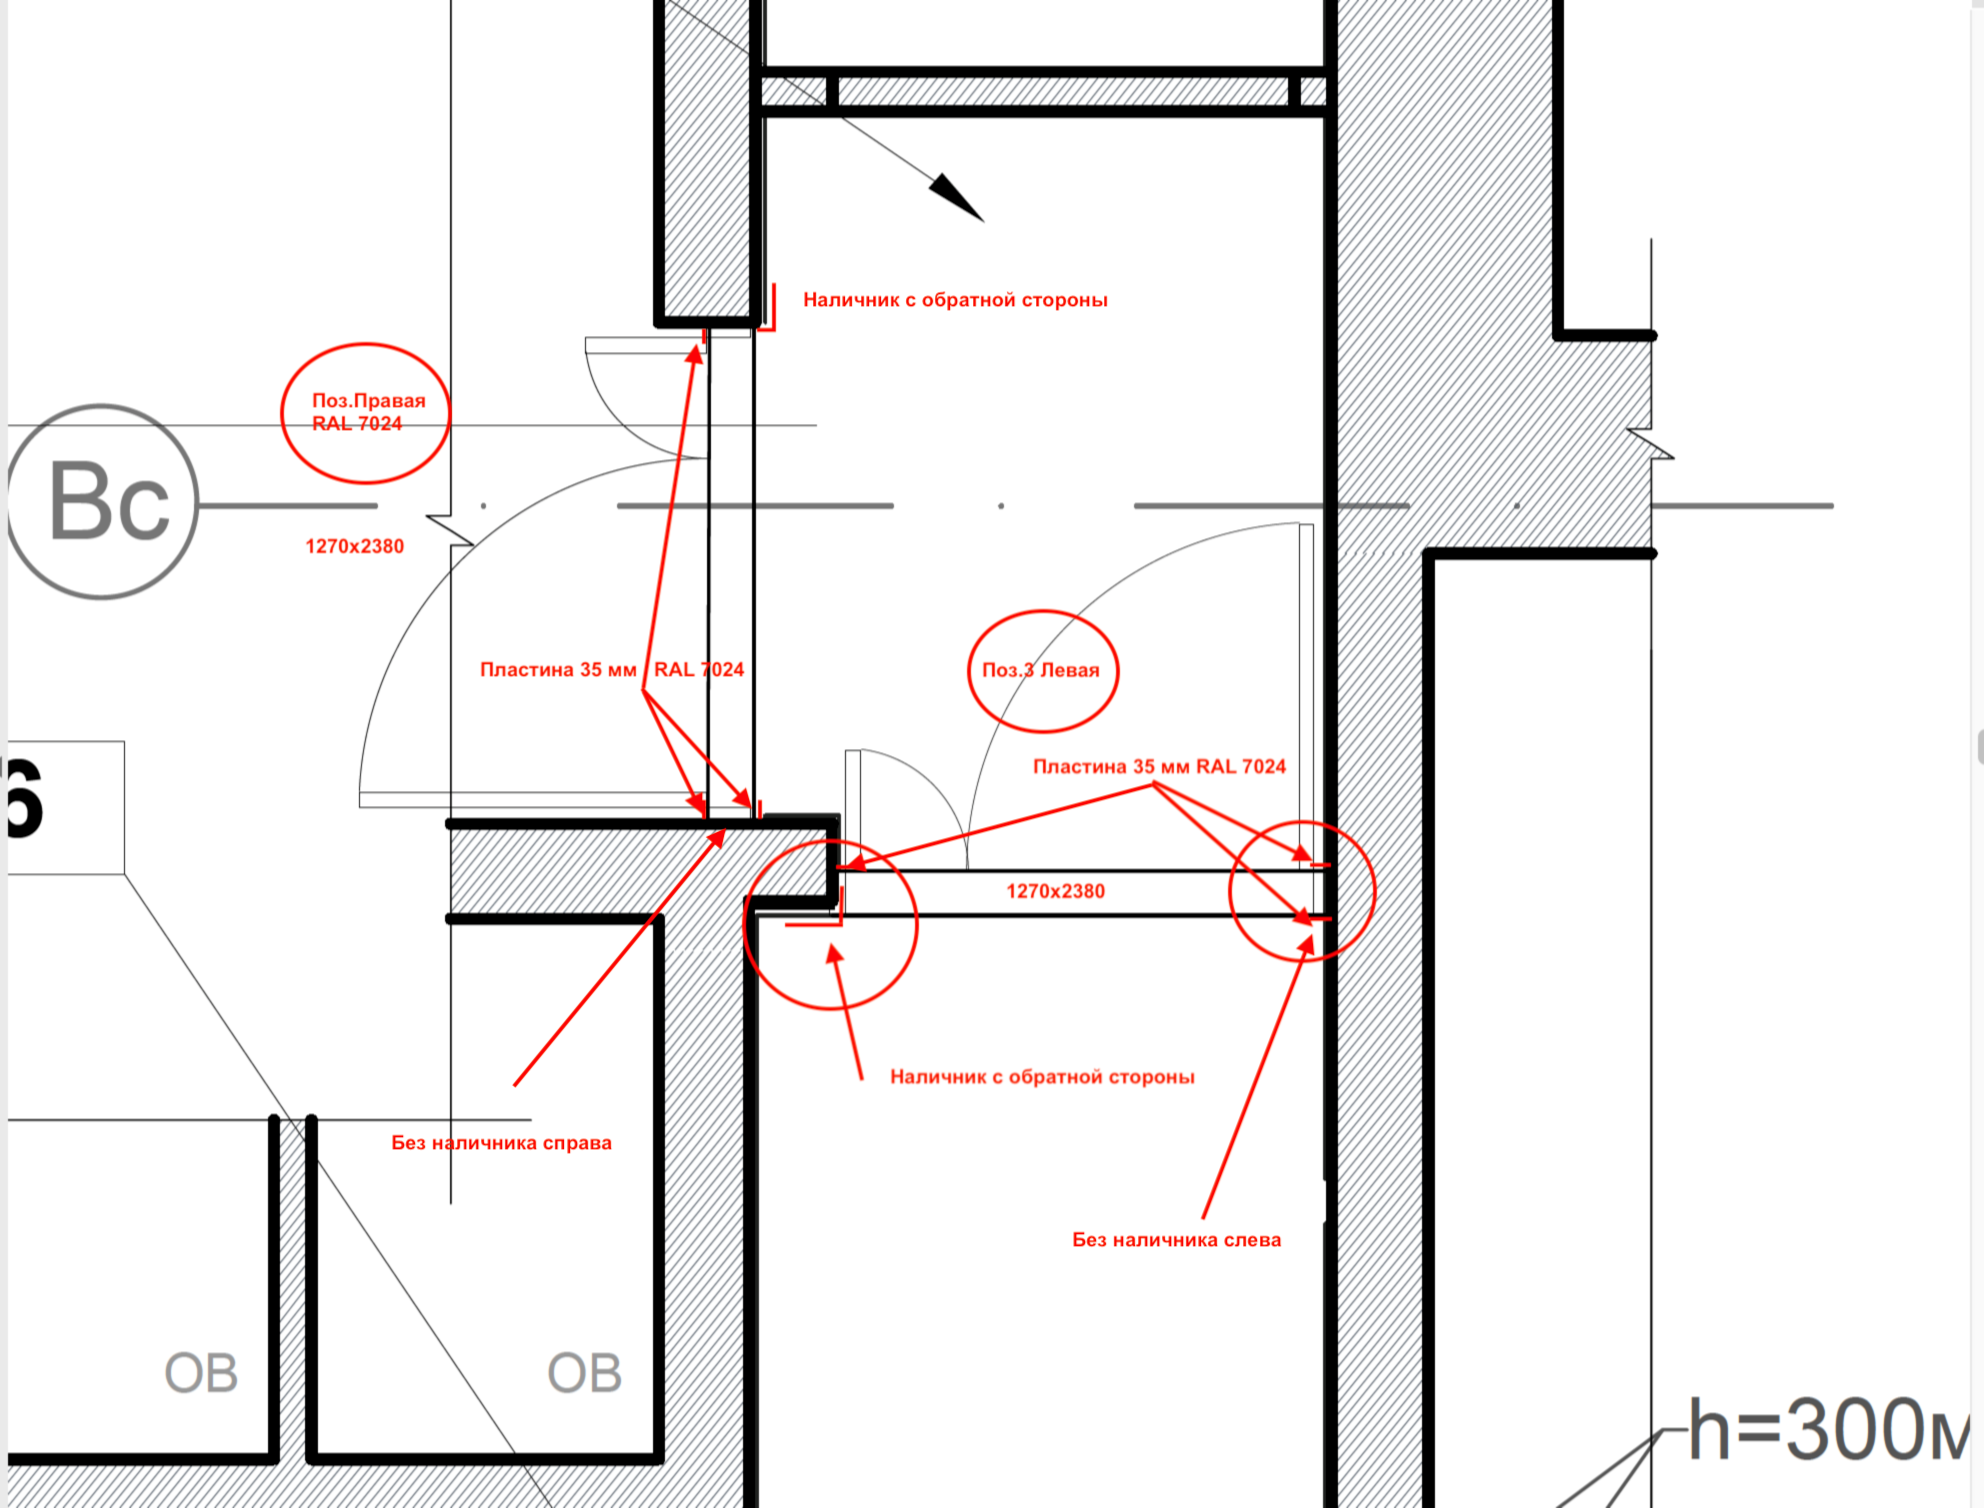 Наличник с обратной стороны
Поз.Правая
RAL 7024
Вс
1270x2380
Пластина 35 мм RAL 7024
Поз.3 Левая
Пластина 35 мм RAL 7024
6
1270x2380
Наличник с обратной стороны
Без наличника справа
Без наличника слева
ОВ
ОВ
h=300м